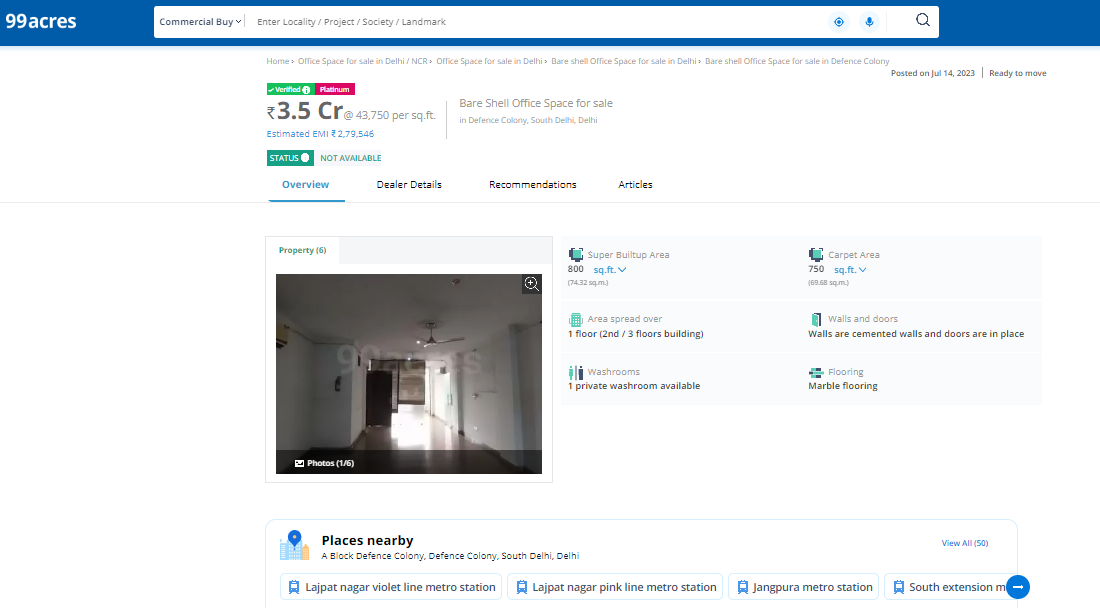 99acres
Commercial Buy
Enter Locality / Project / Society / Landmark
Home › Office Space for sale in Delhi / NCR › Office Space for sale in Delhi › Bare shell Office Space for sale in Delhi › Bare shell Office Space for sale in Defence Colony
Posted on Jul 14, 2023 | Ready to move
Verified Platinum
₹3.5 Cr @ 43,750 per sq.ft.
Estimated EMI ₹ 2,79,546
Bare Shell Office Space for sale
in Defence Colony, South Delhi, Delhi
STATUS NOT AVAILABLE
Overview Dealer Details Recommendations Articles
Property (6)
99acres
Photos (1/6)
Super Builtup Area
800 sq.ft.
(74.32 sq.m.)
Carpet Area
750 sq.ft.
(69.68 sq.m.)
Area spread over
1 floor (2nd / 3 floors building)
Walls and doors
Walls are cemented walls and doors are in place
Washrooms
1 private washroom available
Flooring
Marble flooring
Places nearby
A Block Defence Colony, Defence Colony, South Delhi, Delhi
View All (50)
Lajpat nagar violet line metro station
Lajpat nagar pink line metro station
Jangpura metro station
South extension m